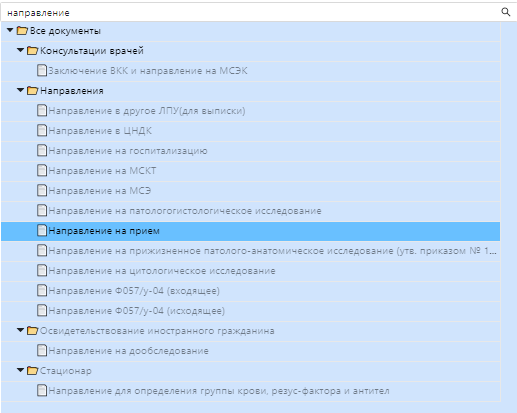 направление
Все документы
Консультации врачей
Заключение ВКК и направление на МСЭК
Направления
Направление в другое ЛПУ(для выписки)
Направление в ЦНДК
Направление на госпитализацию
Направление на МСКТ
Направление на МСЭ
Направление на патологогистологическое исследование
Направление на прием
Направление на прижизненное патолого-анатомическое исследование (утв. приказом № 1...
Направление на цитологическое исследование
Направление Ф057/у-04 (входящее)
Направление Ф057/у-04 (исходящее)
Освидетельствование иностранного гражданина
Направление на дообследование
Стационар
Направление для определения группы крови, резус-фактора и антител